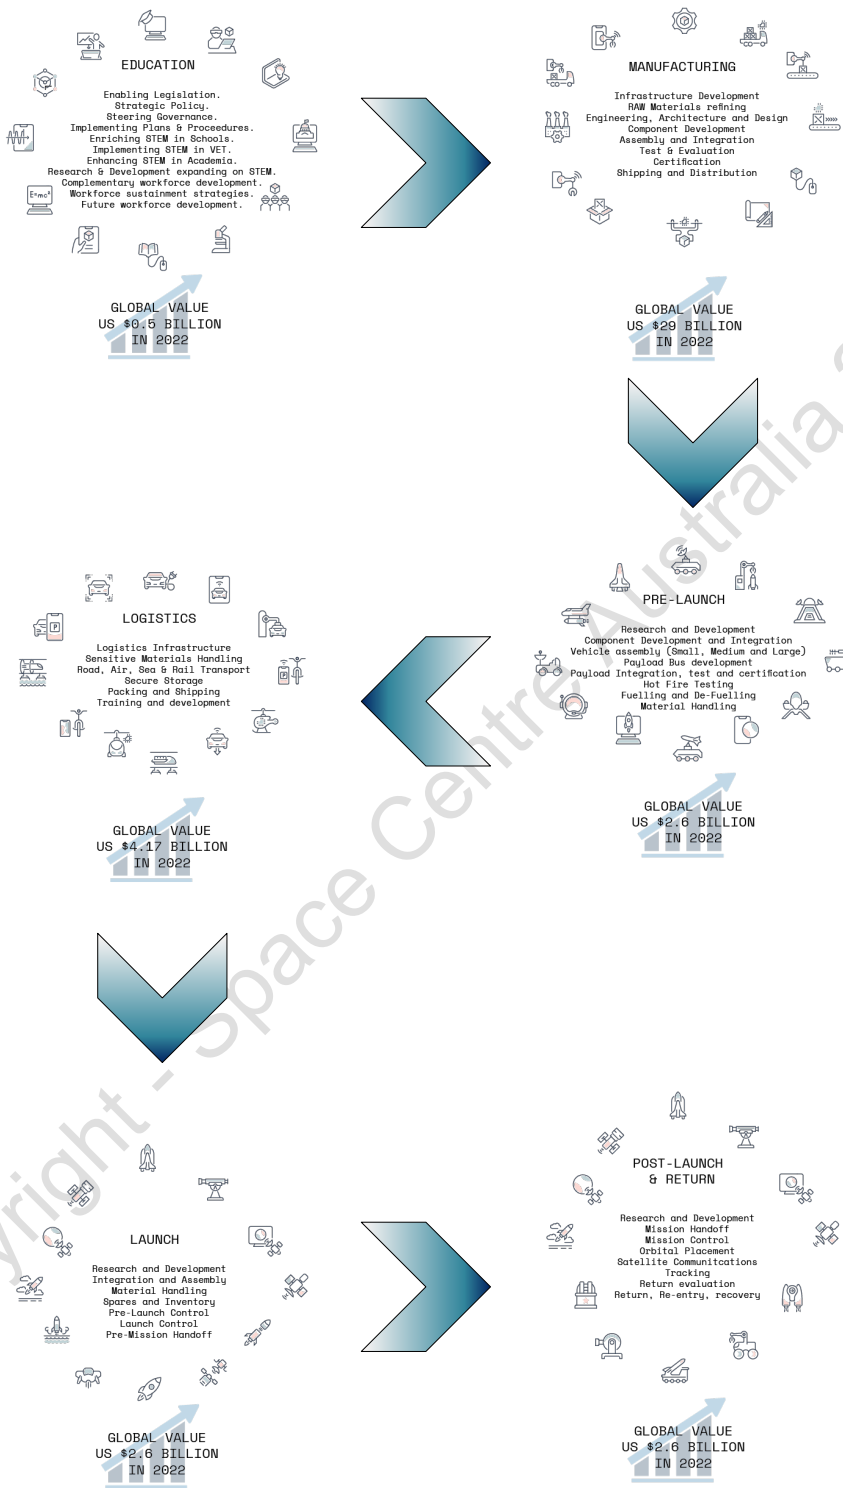 EDUCATION
Enabling Legislation.
Strategic Policy.
Steering Governance.
Implementing Plans & Proceedures.
Enriching STEM in Schools.
Implementing STEM in VET.
Enhancing STEM in Academia.
Research & Development expanding on STEM.
Complementary workforce development.
Workforce sustainment strategies.
Future workforce development.
E=mc²
GLOBAL VALUE
US $0.5 BILLION
IN 2022
MANUFACTURING
Infrastructure Development
RAW Materials refining
Engineering, Architecture and Design
Component Development
Assembly and Integration
Test & Evaluation
Certification
Shipping and Distribution
GLOBAL VALUE
US $29 BILLION
IN 2022
PRE-LAUNCH
Research and Development
Component Development and Integration
Vehicle assembly (Small, Medium and Large)
Payload Bus development
Payload Integration, test and certification
Hot Fire Testing
Fuelling and De-Fuelling
Material Handling
GLOBAL VALUE
US $2.6 BILLION
IN 2022
LOGISTICS
P
Logistics Infrastructure
Sensitive Materials Handling
Road, Air, Sea & Rail Transport
Secure Storage
Packing and Shipping
Training and development
P
GLOBAL VALUE
US $4.17 BILLION
IN 2022
LAUNCH
Research and Development
Integration and Assembly
Material Handling
Spares and Inventory
Pre-Launch Control
Launch Control
Pre-Mission Handoff
GLOBAL VALUE
US $2.6 BILLION
IN 2022
POST-LAUNCH
& RETURN
Research and Development
Mission Handoff
Mission Control
Orbital Placement
Satellite Communitcations
Tracking
Return evaluation
Return, Re-entry, recovery
GLOBAL VALUE
US $2.6 BILLION
IN 2022
yright - Space Centre Australia